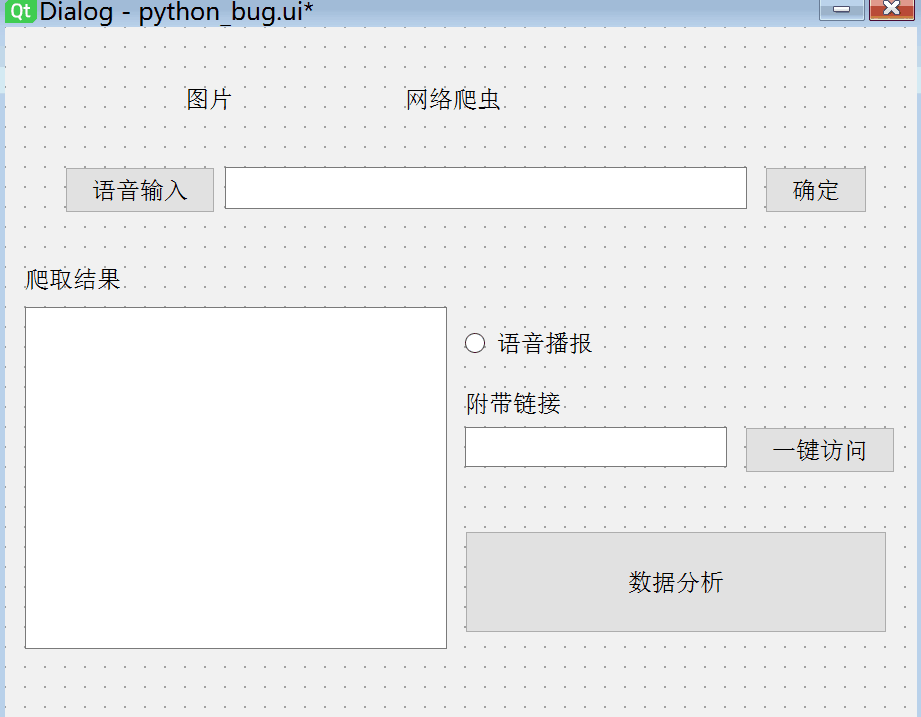 Qt Dialog - python_bug.ui*
图片 网络爬虫
语音输入 确定
爬取结果
语音播报
附带链接
一键访问
数据分析